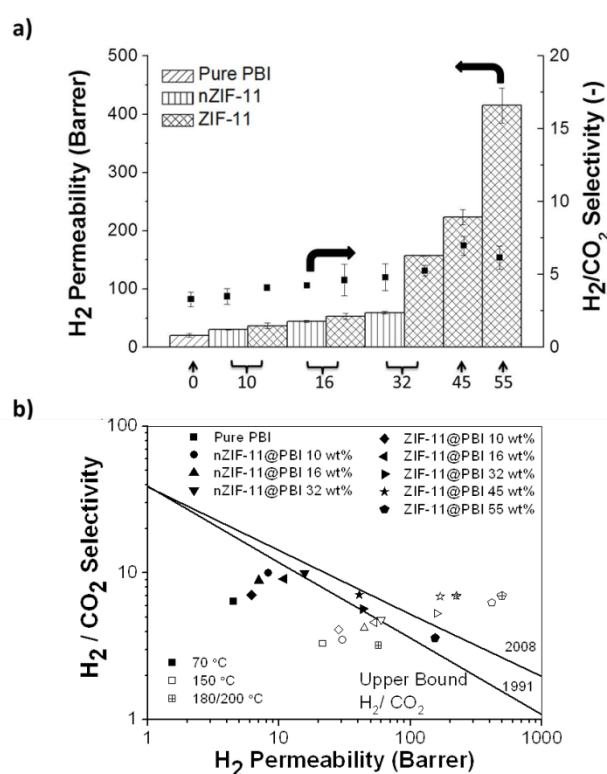 a)
500
400
300
200
100
0
H2 Permeability (Barrer)
Pure PBI
nZIF-11
ZIF-11
20
15
10
5
0
H2/CO2 Selectivity (-)
0 10 16 32 45 55
b)
100
10
1
H2 / CO2 Selectivity
Pure PBI
nZIF-11@PBI 10 wt%
nZIF-11@PBI 16 wt%
nZIF-11@PBI 32 wt%
ZIF-11@PBI 10 wt%
ZIF-11@PBI 16 wt%
ZIF-11@PBI 32 wt%
ZIF-11@PBI 45 wt%
ZIF-11@PBI 55 wt%
70 °C
150 °C
180/200 °C
Upper Bound
H2/ CO2
2008
1991
1 10 100 1000
H2 Permeability (Barrer)